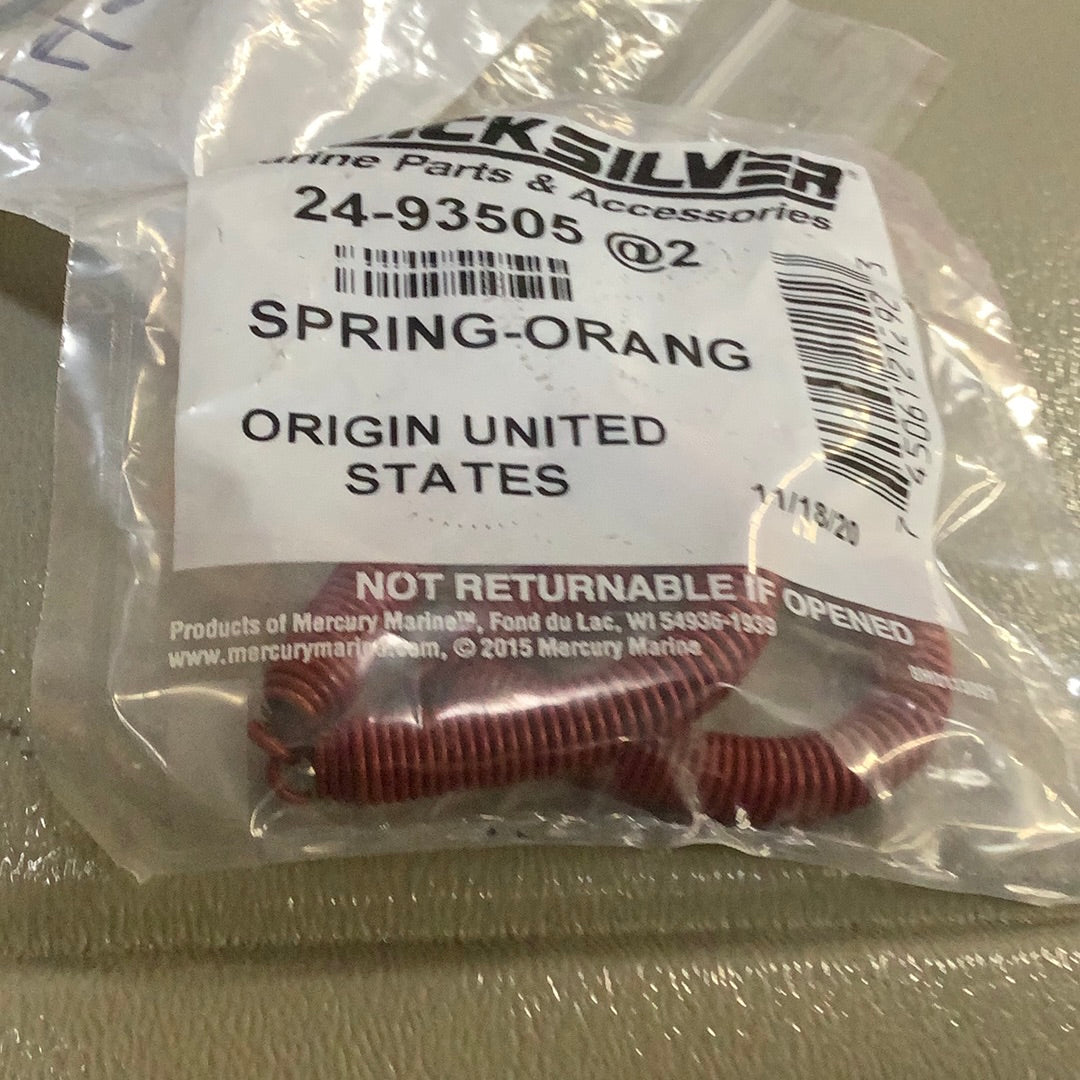 ICKSILVER
arine Parts & Accessories
24-93505 @2
SPRING-ORANG
ORIGIN UNITED
STATES
11/18/20
NOT RETURNABLE IF OPENED
Products of Mercury Marine™, Fond du Lac, WI 54936-1939
www.mercurymarine.com, © 2015 Mercury Marine